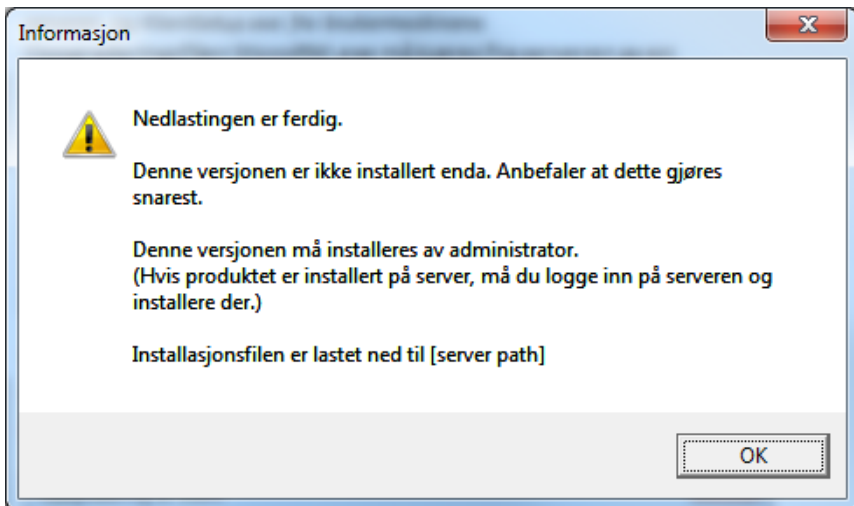 Informasjon
Nedlastingen er ferdig.
Denne versjonen er ikke installert enda. Anbefaler at dette gjøres
snarest.
Denne versjonen må installeres av administrator.
(Hvis produktet er installert på server, må du logge inn på serveren og
installere der.)
Installasjonsfilen er lastet ned til [server path]
OK